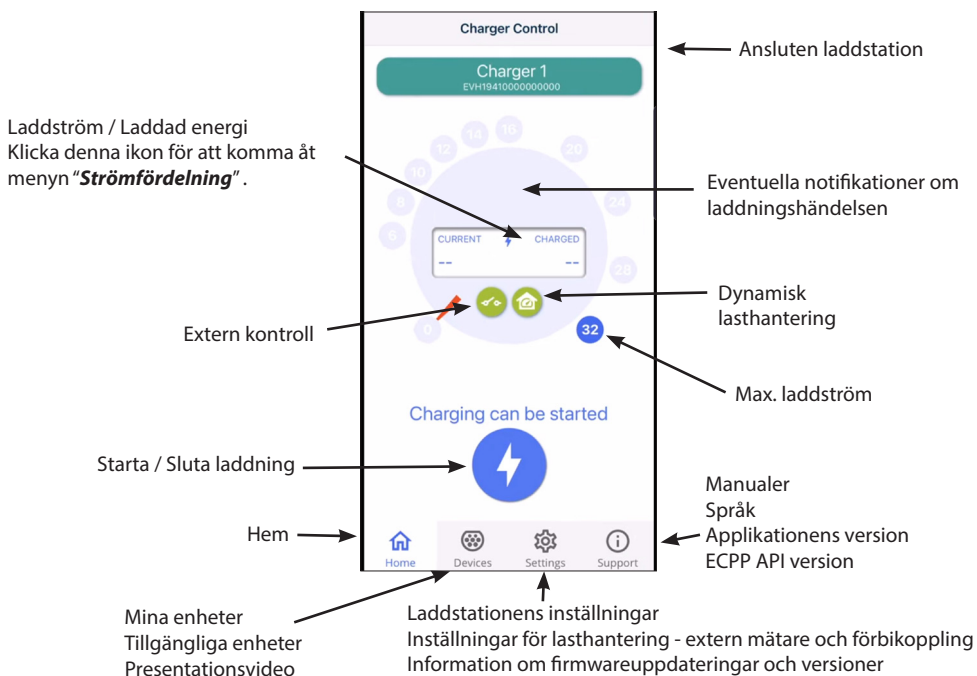 Charger Control
Ansluten laddstation
Charger 1
EVH19410000000000
Laddström / Laddad energi
Klicka denna ikon för att komma åt
menyn “Strömfördelning” .
0
6
8
10
12
14
16
20
24
28
32
Eventuella notifikationer om
laddningshändelsen
CURRENT
CHARGED
--
--
Extern kontroll
Dynamisk
lasthantering
Max. laddström
Charging can be started
Starta / Sluta laddning
Manualer
Språk
Applikationens version
ECPP API version
Hem
Home
Devices
Settings
Support
Mina enheter
Tillgängliga enheter
Presentationsvideo
Laddstationens inställningar
Inställningar för lasthantering - extern mätare och förbikoppling
Information om firmwareuppdateringar och versioner